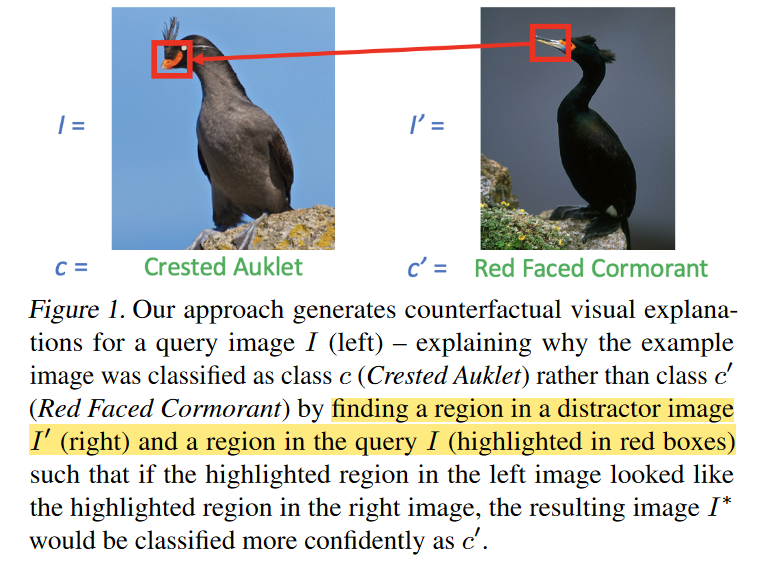 I =
I′ =
c =
Crested Auklet
c′ =
Red Faced Cormorant
Figure 1. Our approach generates counterfactual visual explana-
tions for a query image I (left) – explaining why the example
image was classified as class c (Crested Auklet) rather than class c′
(Red Faced Cormorant) by finding a region in a distractor image
I′ (right) and a region in the query I (highlighted in red boxes)
such that if the highlighted region in the left image looked like
the highlighted region in the right image, the resulting image I*
would be classified more confidently as c′.